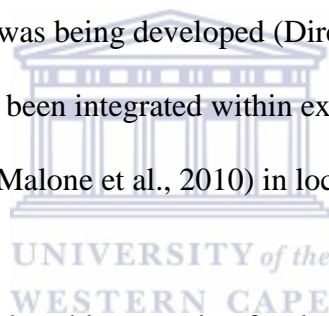 was being developed (Dire
been integrated within ex
Malone et al., 2010) in loc
UNIVERSITY of the
WESTERN CAPE